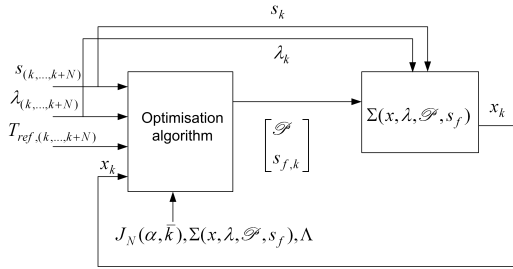 s_k
λ_k
s_(k,...,k+N)
λ_(k,...,k+N)
T_ref,(k,...,k+N)
x_k
Optimisation
algorithm
[𝒫
s_f,k]
Σ(x, λ, 𝒫, s_f)
x_k
J_N(α, k̄), Σ(x, λ, 𝒫, s_f), Λ